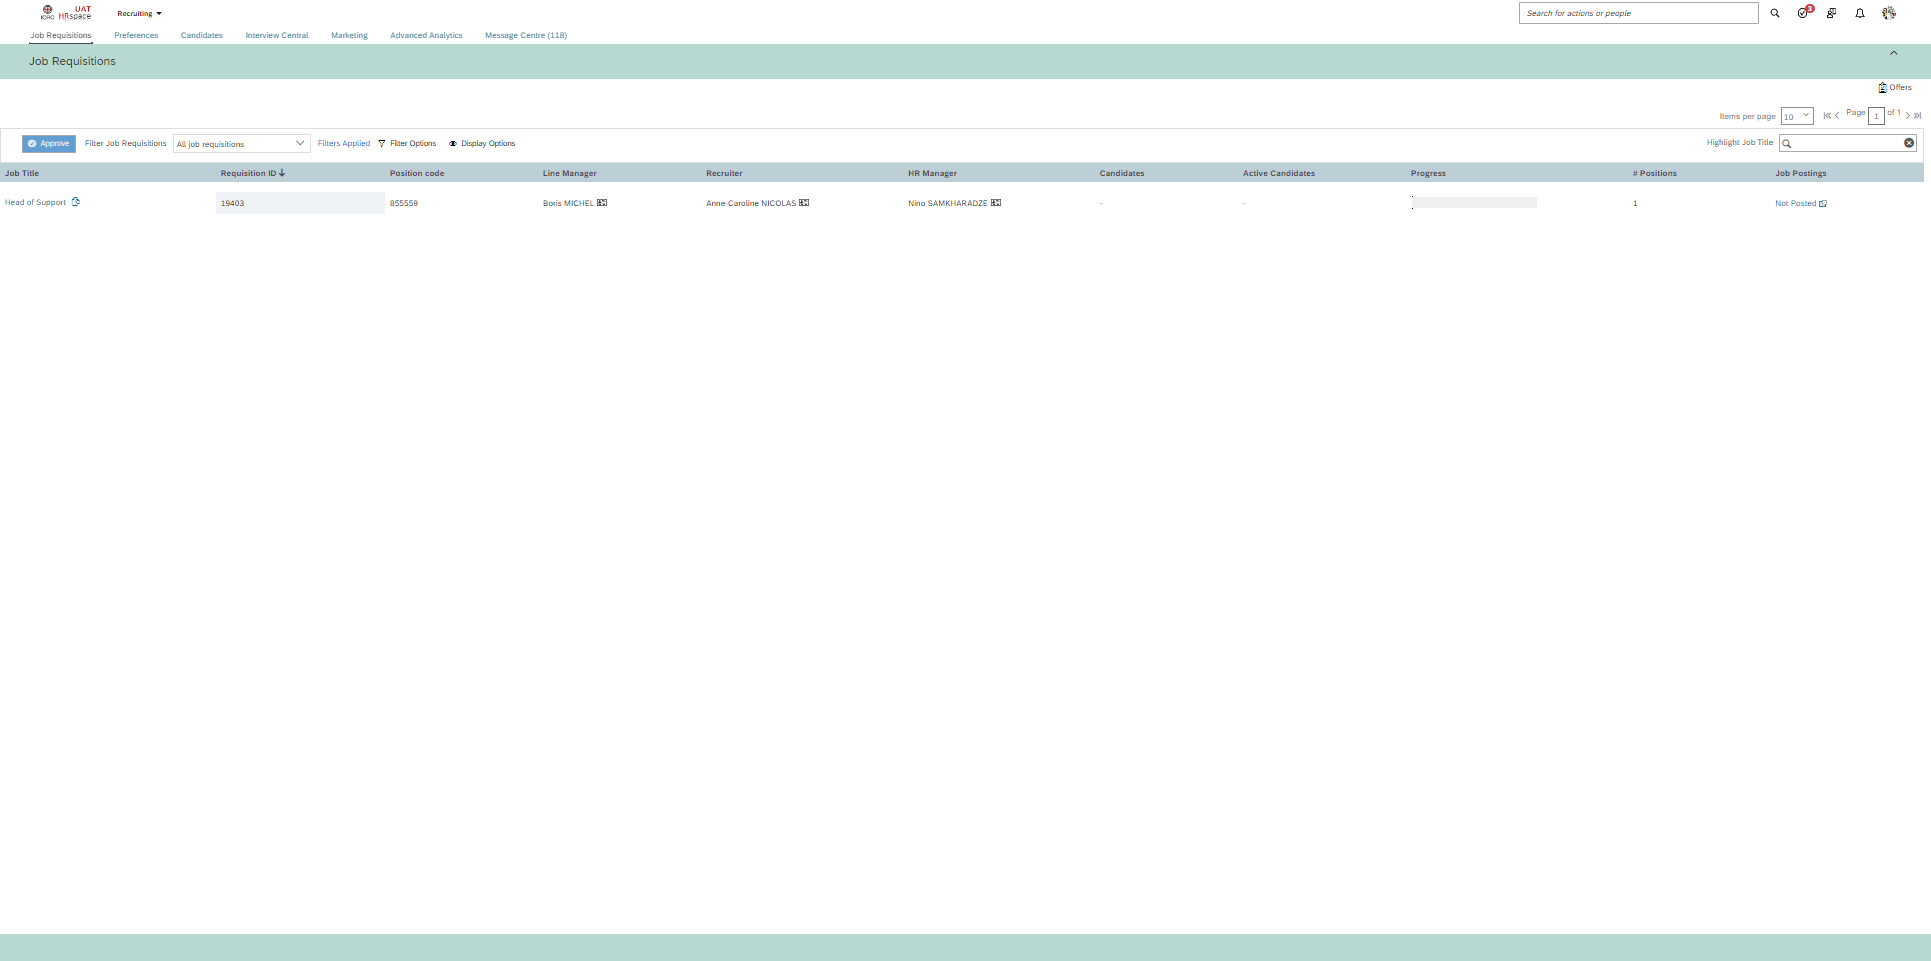 ICRC
UAT
HRspace
Recruiting
Search for actions or people
3
Job Requisitions
Preferences
Candidates
Interview Central
Marketing
Advanced Analytics
Message Centre (118)
Job Requisitions
Offers
Items per page 10 Page 1 of 1
Approve Filter Job Requisitions All job requisitions Filters Applied Filter Options Display Options Highlight Job Title
Job Title Requisition ID Position code Line Manager Recruiter HR Manager Candidates Active Candidates Progress # Positions Job Postings
Head of Support 19403 855559 Boris MICHEL Anne-Caroline NICOLAS Nino SAMKHARADZE - - 1 Not Posted